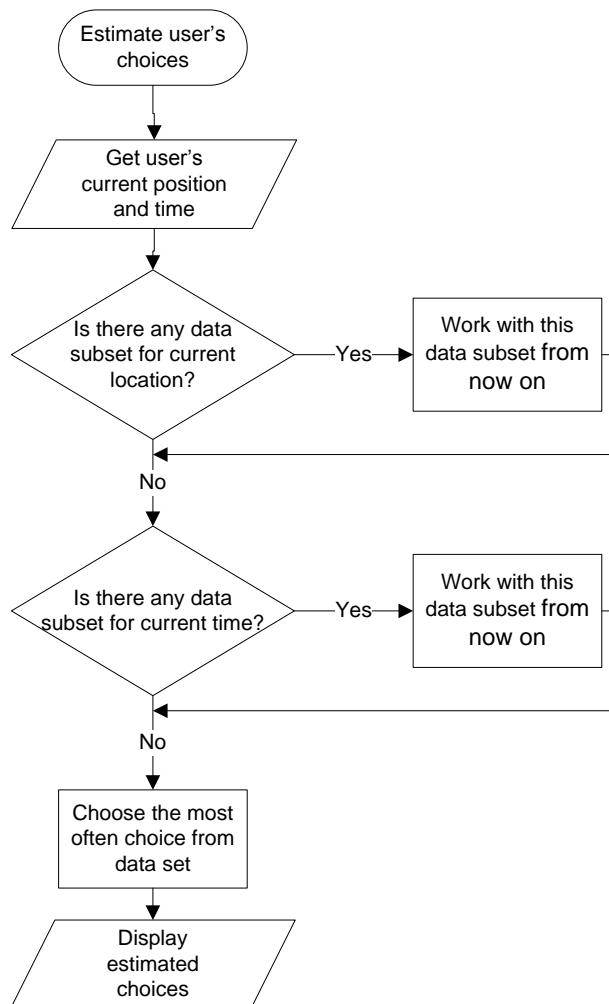 Estimate user's
choices
Get user's
current position
and time
Is there any data
subset for current
location?
Yes
Work with this
data subset from
now on
No
Is there any data
subset for current time?
Yes
Work with this
data subset from
now on
No
Choose the most
often choice from
data set
Display
estimated
choices